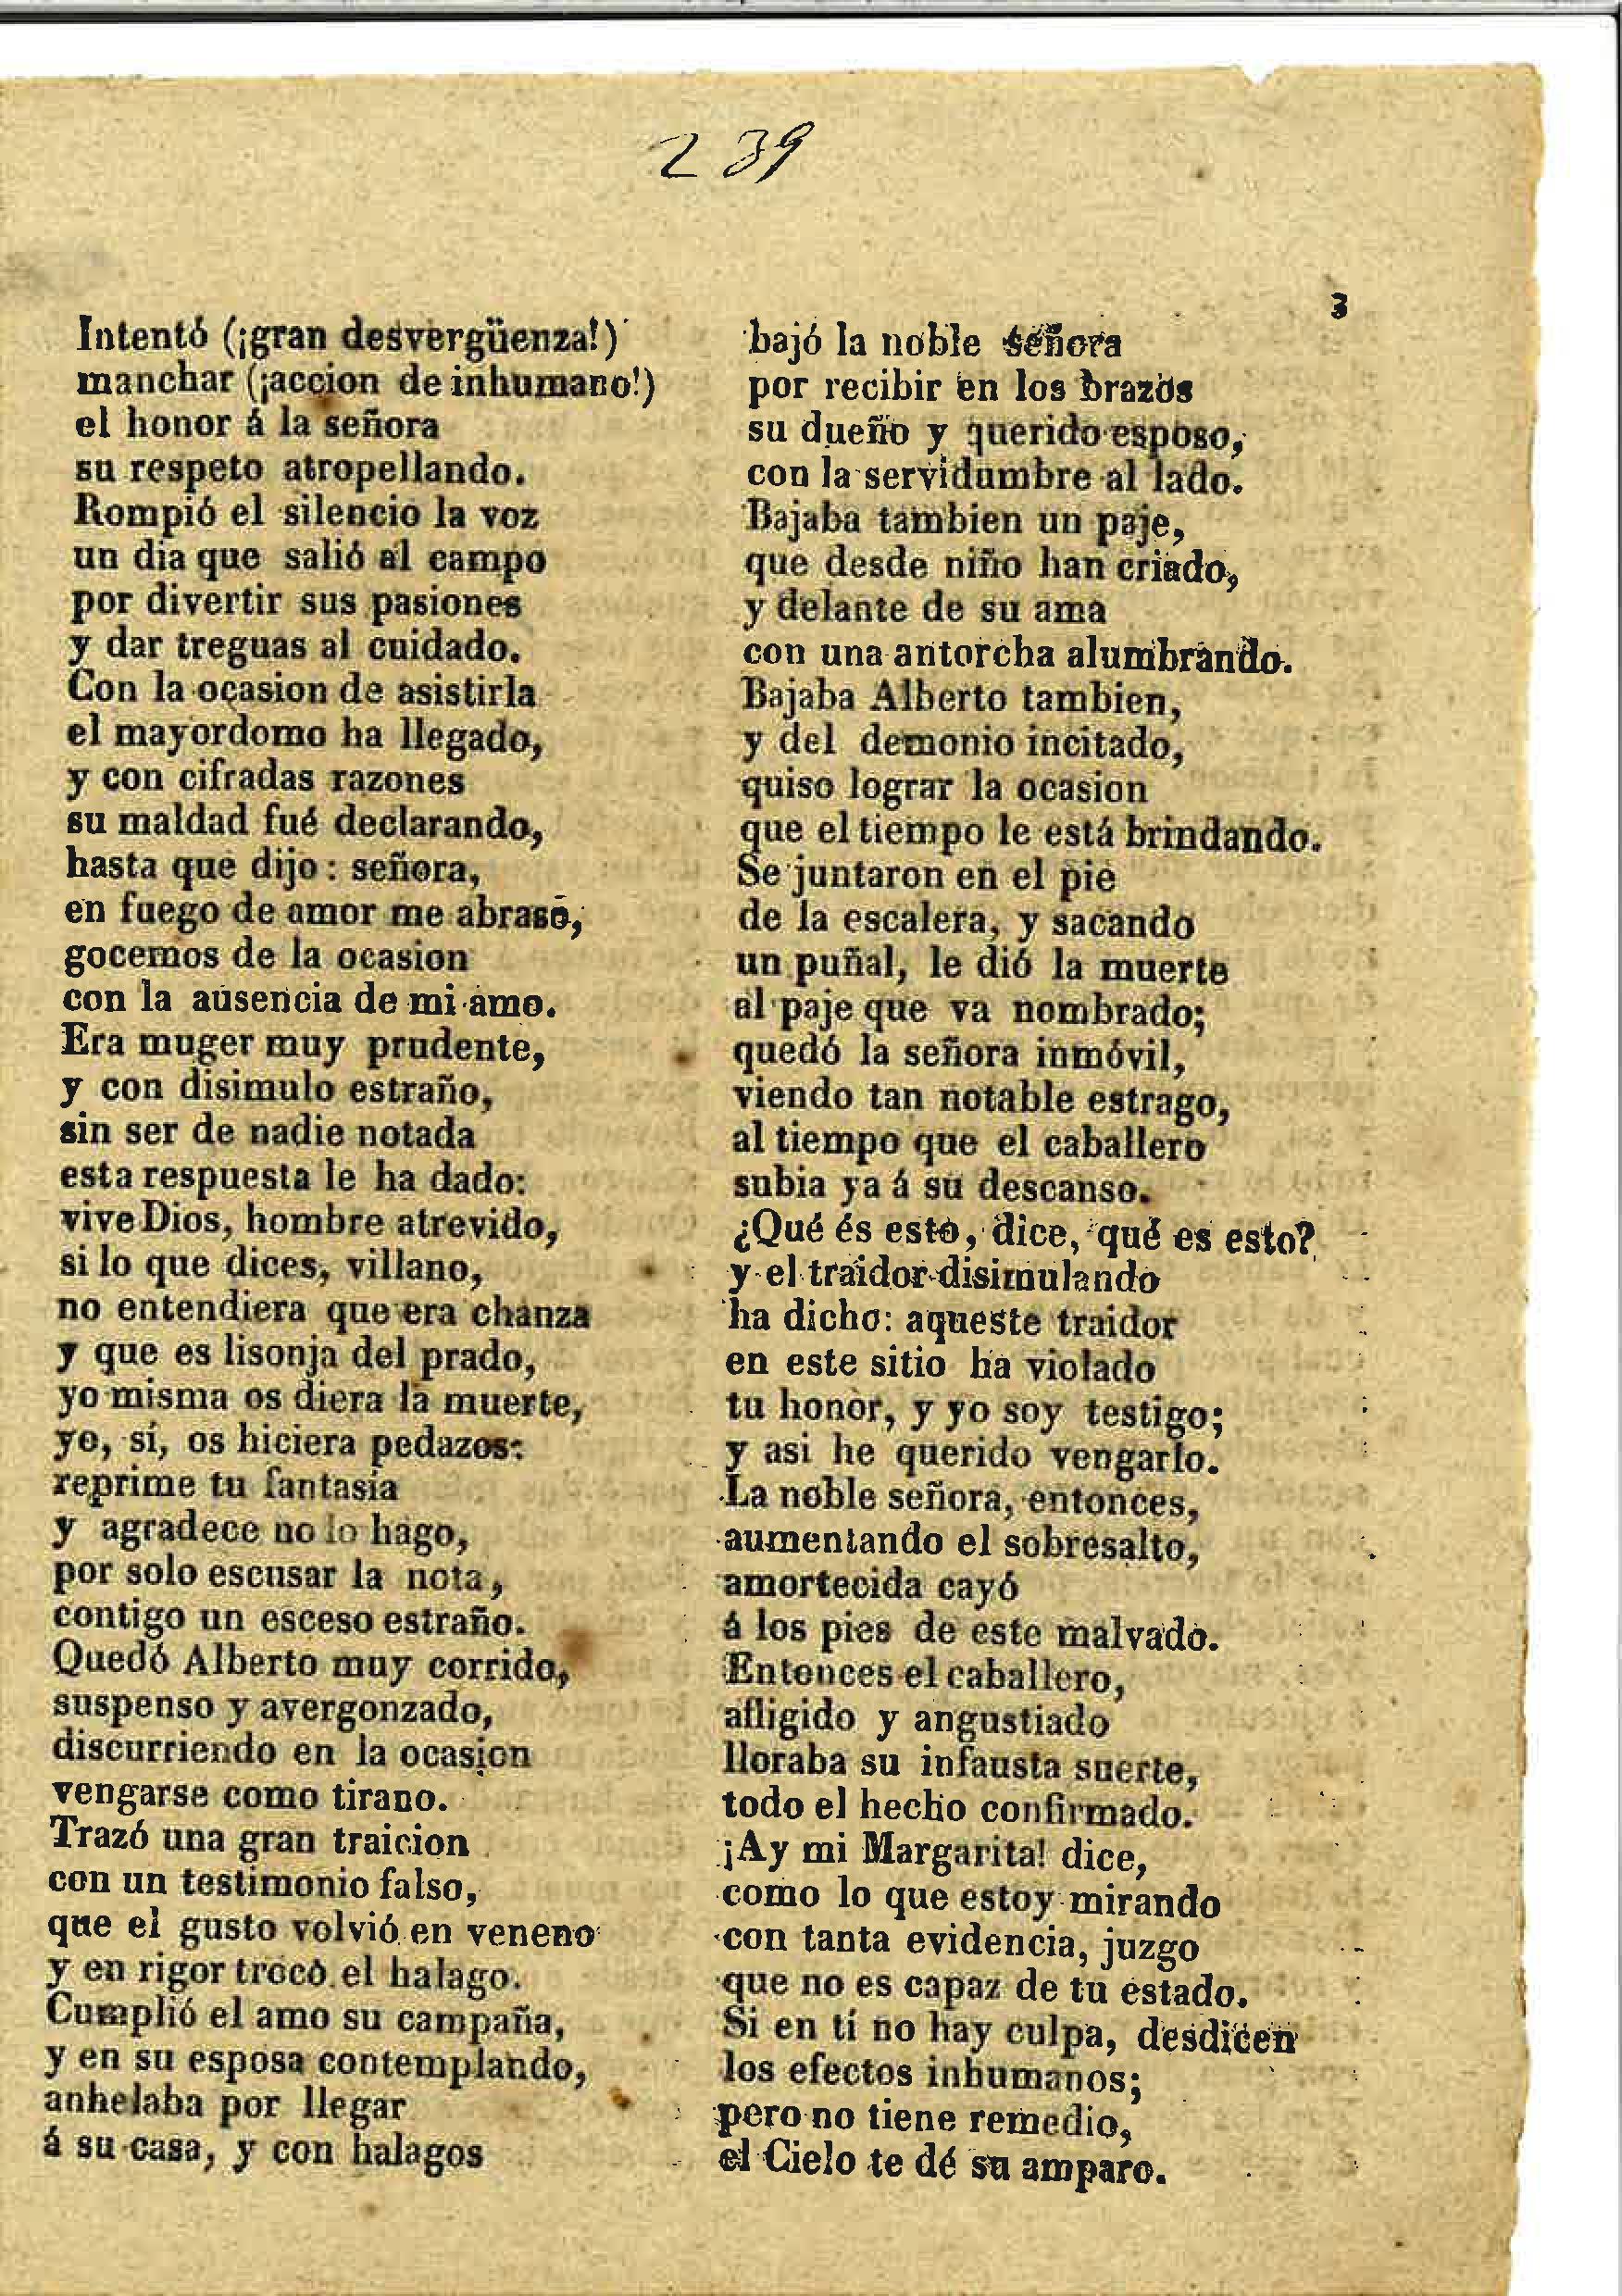 239
3
Intentó (¡gran desvergüenza!)
manchar (¡accion de inhumano!)
el honor á la señora
su respeto atropellando.
Rompió el silencio la voz
un dia que salió al campo
por divertir sus pasiones
y dar treguas al cuidado.
Con la ocasion de asistirla
el mayordomo ha llegado,
y con cifradas razones
su maldad fué declarando,
hasta que dijo: señora,
en fuego de amor me abraso,
gocemos de la ocasion
con la ausencia de mi amo.
Era muger muy prudente,
y con disimulo estraño,
sin ser de nadie notada
esta respuesta le ha dado:
vive Dios, hombre atrevido,
si lo que dices, villano,
no entendiera que era chanza
y que es lisonja del prado,
yo misma os diera la muerte,
yo, sí, os hiciera pedazos:
reprime tu fantasía
y agradece no lo hago,
por solo escusar la nota,
contigo un esceso estraño.
Quedó Alberto muy corrido,
suspenso y avergonzado,
discurriendo en la ocasion
vengarse como tirano.
Trazó una gran traicion
con un testimonio falso,
que el gusto volvió en veneno
y en rigor trocó el halago.
Cumplió el amo su campaña,
y en su esposa contemplando,
anhelaba por llegar
á su casa, y con halagos
bajó la noble señora
por recibir en los brazos
su dueño y querido esposo,
con la servidumbre al lado.
Bajaba tambien un paje,
que desde niño han criado,
y delante de su ama
con una antorcha alumbrando.
Bajaba Alberto tambien,
y del demonio incitado,
quiso lograr la ocasion
que el tiempo le está brindando.
Se juntaron en el pie
de la escalera, y sacando
un puñal, le dió la muerte
al paje que va nombrado;
quedó la señora inmóvil,
viendo tan notable estrago,
al tiempo que el caballero
subia ya á su descanso.
¿Qué és esto, dice, qué es esto?
y el traidor disimulando
ha dicho: aqueste traidor
en este sitio ha violado
tu honor, y yo soy testigo;
y asi he querido vengarlo.
La noble señora, entonces,
aumentando el sobresalto,
amortecida cayó
á los pies de este malvado.
Entonces el caballero,
afligido y angustiado
lloraba su infausta suerte,
todo el hecho confirmado.
¡Ay mi Margarita! dice,
como lo que estoy mirando
con tanta evidencia, juzgo
que no es capaz de tu estado.
Si en tí no hay culpa, desdicen
los efectos inhumanos;
pero no tiene remedio,
el Cielo te dé su amparo.